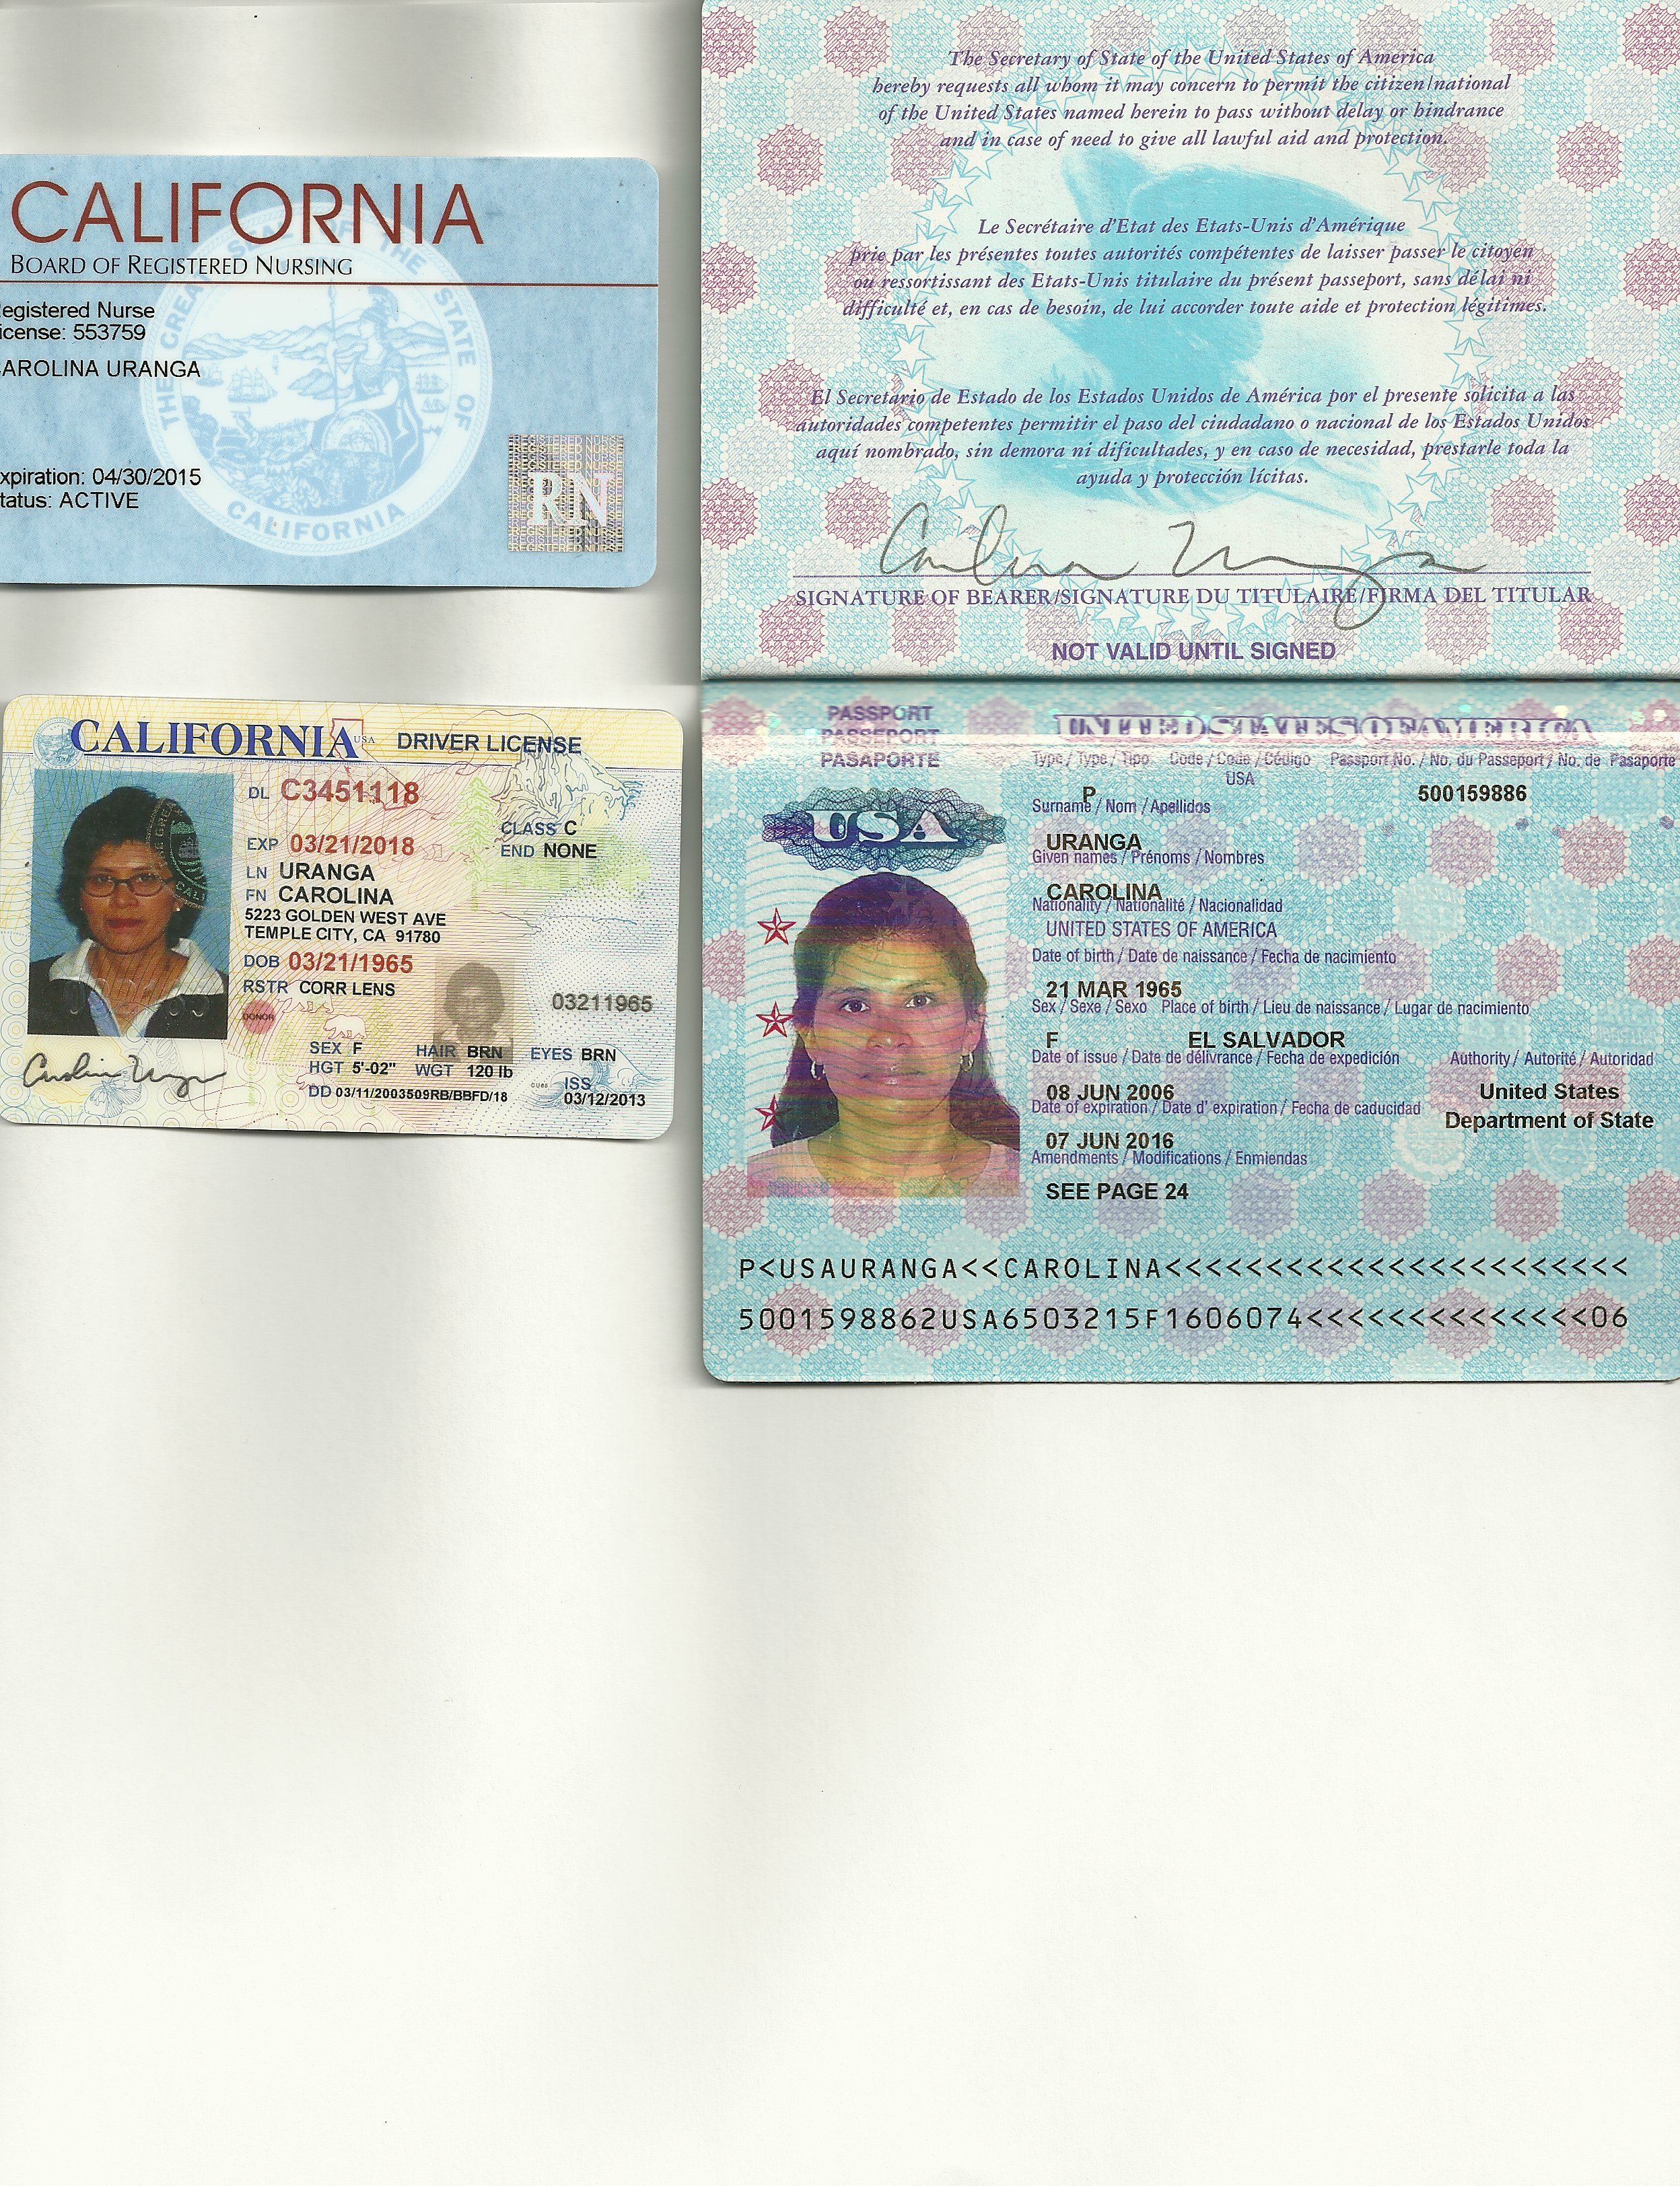 CALIFORNIA
BOARD OF REGISTERED NURSING
egistered Nurse
icense: 553759
AROLINA URANGA
xpiration: 04/30/2015
tatus: ACTIVE
RN
CALIFORNIA USA DRIVER LICENSE
DL C3451118
CLASS C
EXP 03/21/2018
END NONE
LN URANGA
FN CAROLINA
5223 GOLDEN WEST AVE
TEMPLE CITY, CA 91780
DOB 03/21/1965
RSTR CORR LENS
03211965
DONOR
SEX F HAIR BRN EYES BRN
HGT 5'-02" WGT 120 lb
ISS
DD 03/11/2003509RB/BBFD/18 03/12/2013
The Secretary of State of the United States of America
hereby requests all whom it may concern to permit the citizen/national
of the United States named herein to pass without delay or hindrance
and in case of need to give all lawful aid and protection.
Le Secrétaire d'Etat des Etats-Unis d'Amérique
prie par les présentes toutes autorités compétentes de laisser passer le citoyen
ou ressortissant des Etats-Unis titulaire du présent passeport, sans délai ni
difficulté et, en cas de besoin, de lui accorder toute aide et protection légitimes.
El Secretario de Estado de los Estados Unidos de América por el presente solicita a las
autoridades competentes permitir el paso del ciudadano o nacional de los Estados Unidos
aquí nombrado, sin demora ni dificultades, y en caso de necesidad, prestarle toda la
ayuda y protección lícitas.
SIGNATURE OF BEARER/SIGNATURE DU TITULAIRE/FIRMA DEL TITULAR
NOT VALID UNTIL SIGNED
PASSPORT
PASSEPORT
PASAPORTE
UNITED STATES OF AMERICA
Type / Type / Tipo Code / Code / Código Passport No. / No. du Passeport / No. de Pasaporte
P USA 500159886
Surname / Nom / Apellidos
URANGA
Given names / Prénoms / Nombres
CAROLINA
Nationality / Nationalité / Nacionalidad
UNITED STATES OF AMERICA
Date of birth / Date de naissance / Fecha de nacimiento
21 MAR 1965
Sex / Sexe / Sexo Place of birth / Lieu de naissance / Lugar de nacimiento
F EL SALVADOR
Date of issue / Date de délivrance / Fecha de expedición Authority / Autorité / Autoridad
08 JUN 2006 United States
Date of expiration / Date d' expiration / Fecha de caducidad Department of State
07 JUN 2016
Amendments / Modifications / Enmiendas
SEE PAGE 24
USA
P<USAURANGA<<CAROLINA<<<<<<<<<<<<<<<<<<<<<<<
5001598862USA6503215F1606074<<<<<<<<<<<<<<06